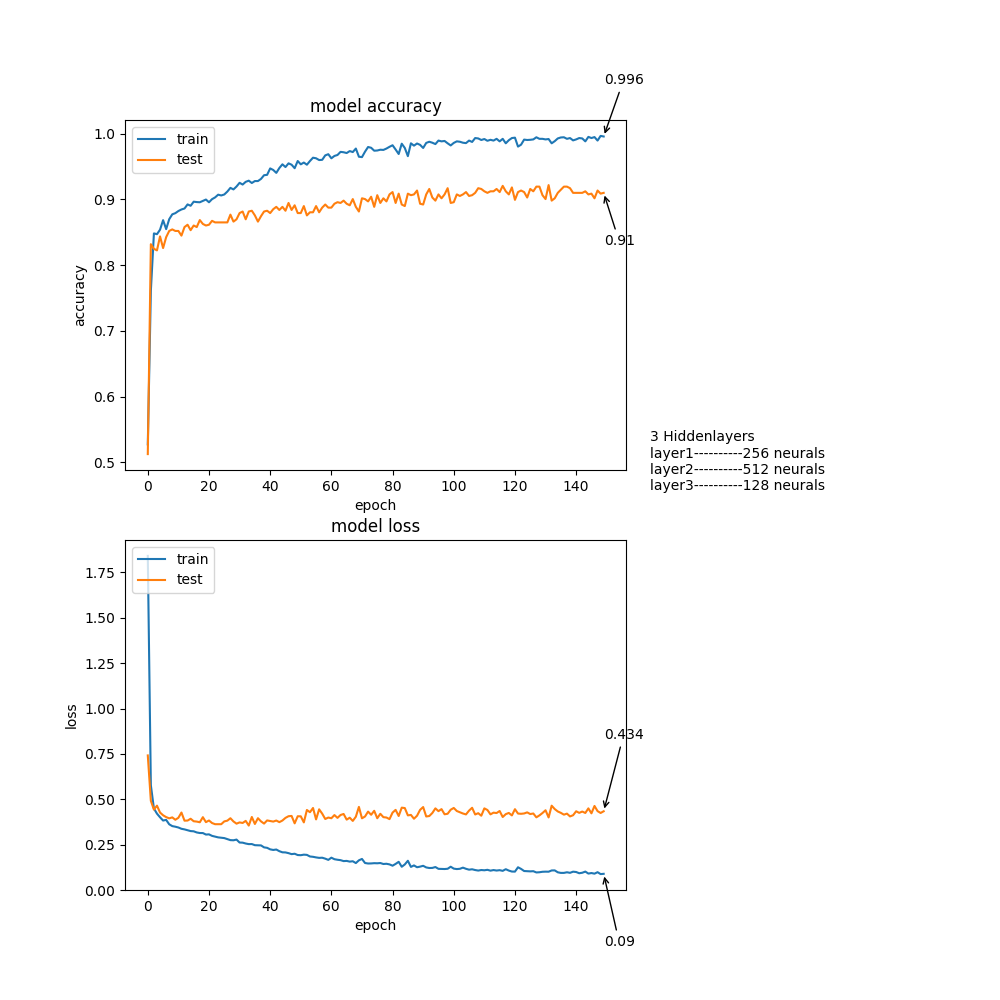 0.996
model accuracy
train
test
1.0
0.9
0.8
0.7
0.6
0.5
accuracy
0.91
0 20 40 60 80 100 120 140
epoch
3 Hiddenlayers
layer1----------256 neurals
layer2----------512 neurals
layer3----------128 neurals
model loss
train
test
1.75
1.50
1.25
1.00
0.75
0.50
0.25
0.00
loss
0.434
0 20 40 60 80 100 120 140
epoch
0.09